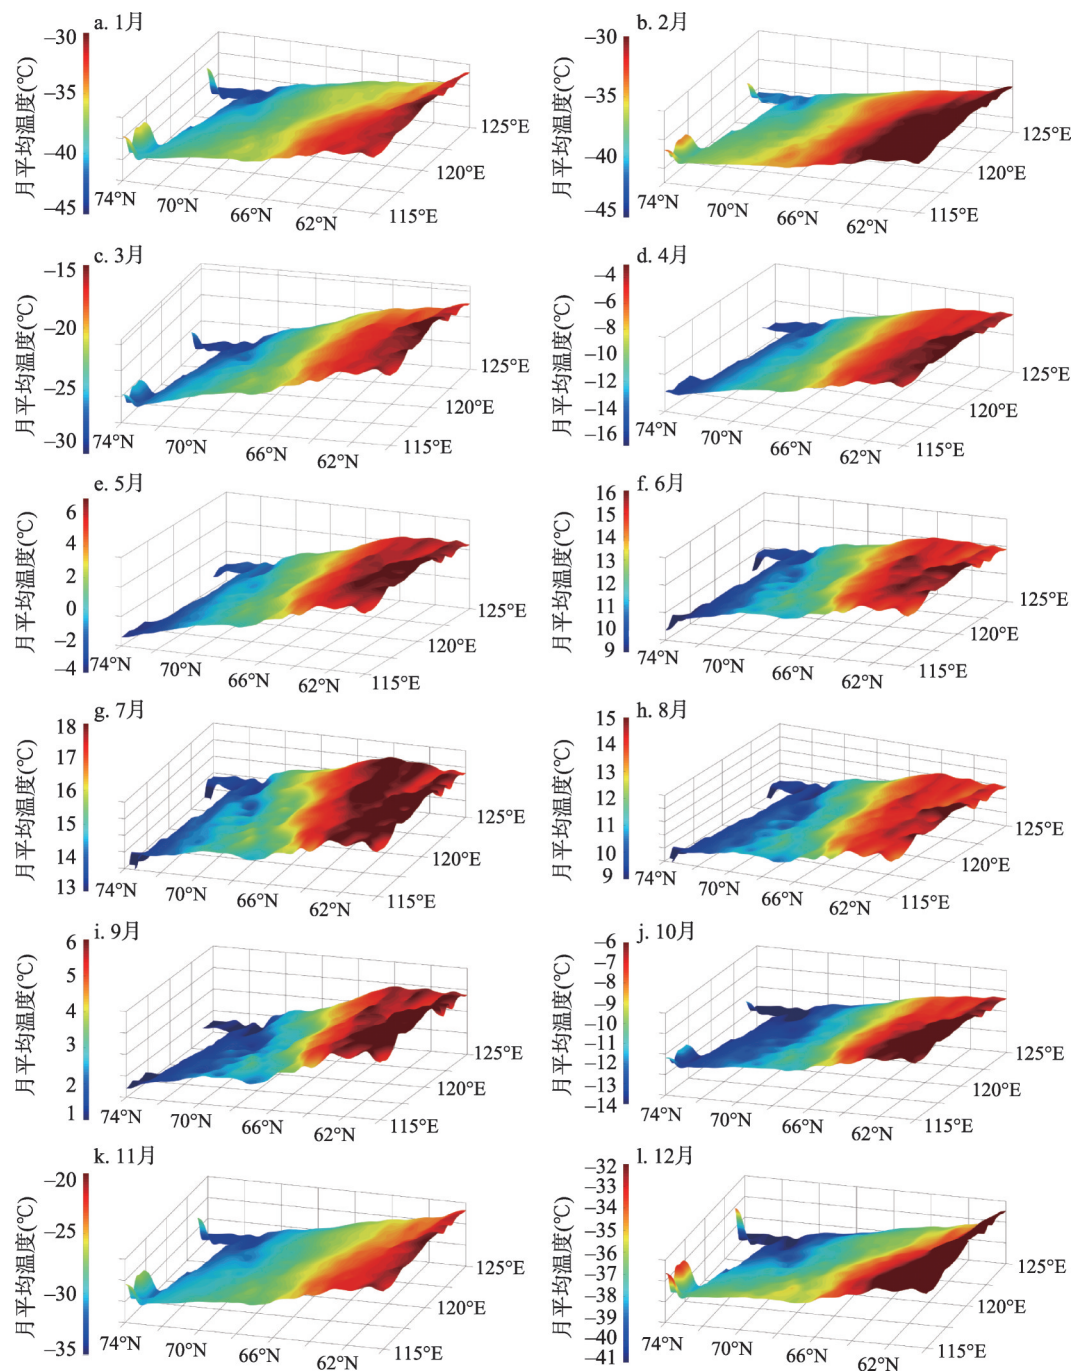 a. 1月
月平均温度(℃)
–30
–35
–40
–45
74°N
70°N
66°N
62°N
115°E
120°E
125°E
b. 2月
月平均温度(℃)
–30
–35
–40
–45
74°N
70°N
66°N
62°N
115°E
120°E
125°E
c. 3月
月平均温度(℃)
–15
–20
–25
–30
74°N
70°N
66°N
62°N
115°E
120°E
125°E
d. 4月
月平均温度(℃)
–4
–6
–8
–10
–12
–14
–16
74°N
70°N
66°N
62°N
115°E
120°E
125°E
e. 5月
月平均温度(℃)
6
4
2
0
–2
–4
74°N
70°N
66°N
62°N
115°E
120°E
125°E
f. 6月
月平均温度(℃)
16
15
14
13
12
11
10
9
74°N
70°N
66°N
62°N
115°E
120°E
125°E
g. 7月
月平均温度(℃)
18
17
16
15
14
13
74°N
70°N
66°N
62°N
115°E
120°E
125°E
h. 8月
月平均温度(℃)
15
14
13
12
11
10
9
74°N
70°N
66°N
62°N
115°E
120°E
125°E
i. 9月
月平均温度(℃)
6
5
4
3
2
1
74°N
70°N
66°N
62°N
115°E
120°E
125°E
j. 10月
月平均温度(℃)
–6
–7
–8
–9
–10
–11
–12
–13
–14
74°N
70°N
66°N
62°N
115°E
120°E
125°E
k. 11月
月平均温度(℃)
–20
–25
–30
–35
74°N
70°N
66°N
62°N
115°E
120°E
125°E
l. 12月
月平均温度(℃)
–32
–33
–34
–35
–36
–37
–38
–39
–40
–41
74°N
70°N
66°N
62°N
115°E
120°E
125°E